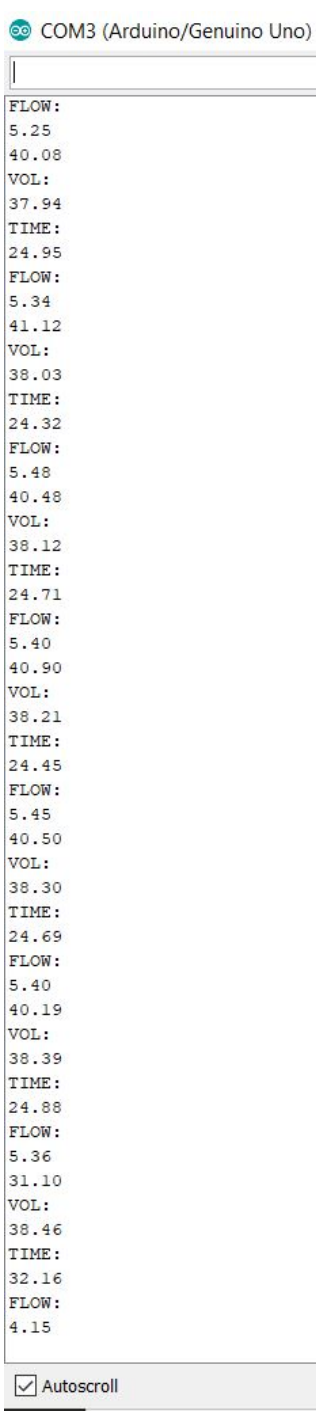 COM3 (Arduino/Genuino Uno)
FLOW:
5.25
40.08
VOL:
37.94
TIME:
24.95
FLOW:
5.34
41.12
VOL:
38.03
TIME:
24.32
FLOW:
5.48
40.48
VOL:
38.12
TIME:
24.71
FLOW:
5.40
40.90
VOL:
38.21
TIME:
24.45
FLOW:
5.45
40.50
VOL:
38.30
TIME:
24.69
FLOW:
5.40
40.19
VOL:
38.39
TIME:
24.88
FLOW:
5.36
31.10
VOL:
38.46
TIME:
32.16
FLOW:
4.15
Autoscroll